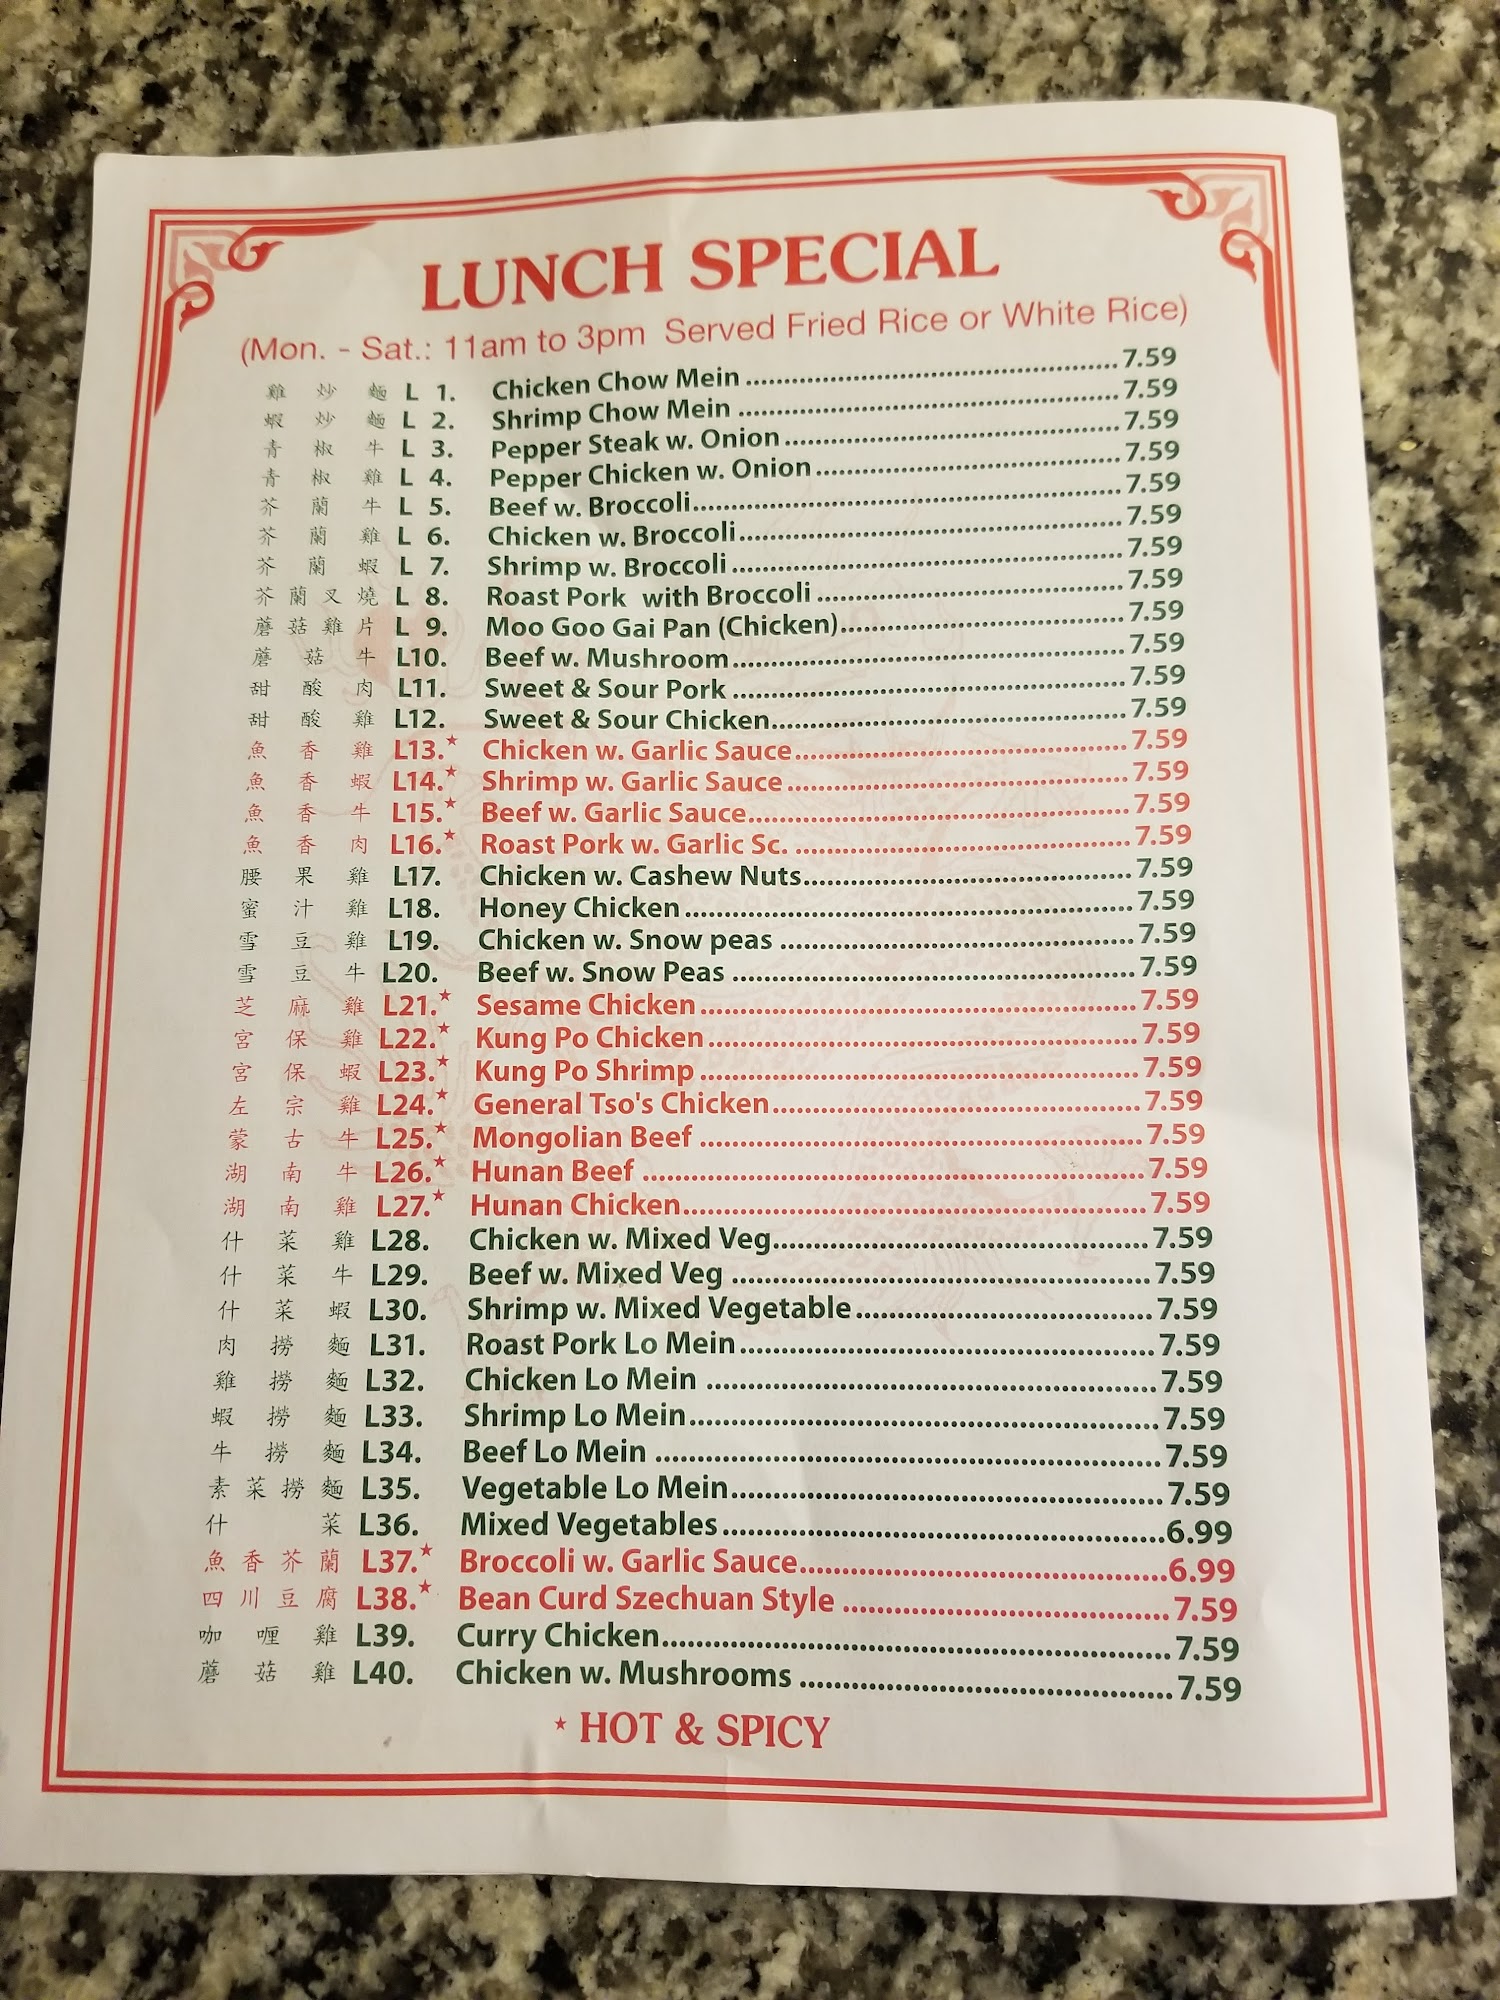 LUNCH SPECIAL
(Mon. - Sat.: 11am to 3pm Served Fried Rice or White Rice)
雞炒麵 L 1. Chicken Chow Mein 7.59
蝦炒麵 L 2. Shrimp Chow Mein 7.59
青椒牛 L 3. Pepper Steak w. Onion 7.59
青椒雞 L 4. Pepper Chicken w. Onion 7.59
芥蘭牛 L 5. Beef w. Broccoli 7.59
芥蘭雞 L 6. Chicken w. Broccoli 7.59
芥蘭蝦 L 7. Shrimp w. Broccoli 7.59
芥蘭叉燒 L 8. Roast Pork with Broccoli 7.59
蘑菇雞片 L 9. Moo Goo Gai Pan (Chicken) 7.59
蘑菇牛 L10. Beef w. Mushroom 7.59
甜酸肉 L11. Sweet & Sour Pork 7.59
甜酸雞 L12. Sweet & Sour Chicken 7.59
魚香雞 L13.★ Chicken w. Garlic Sauce 7.59
魚香蝦 L14.★ Shrimp w. Garlic Sauce 7.59
魚香牛 L15.★ Beef w. Garlic Sauce 7.59
魚香肉 L16.★ Roast Pork w. Garlic Sc. 7.59
腰果雞 L17. Chicken w. Cashew Nuts 7.59
蜜汁雞 L18. Honey Chicken 7.59
雪豆雞 L19. Chicken w. Snow peas 7.59
雪豆牛 L20. Beef w. Snow Peas 7.59
芝麻雞 L21.★ Sesame Chicken 7.59
宮保雞 L22.★ Kung Po Chicken 7.59
宮保蝦 L23.★ Kung Po Shrimp 7.59
左宗雞 L24.★ General Tso's Chicken 7.59
蒙古牛 L25.★ Mongolian Beef 7.59
湖南牛 L26.★ Hunan Beef 7.59
湖南雞 L27.★ Hunan Chicken 7.59
什菜雞 L28. Chicken w. Mixed Veg 7.59
什菜牛 L29. Beef w. Mixed Veg 7.59
什菜蝦 L30. Shrimp w. Mixed Vegetable 7.59
肉撈麵 L31. Roast Pork Lo Mein 7.59
雞撈麵 L32. Chicken Lo Mein 7.59
蝦撈麵 L33. Shrimp Lo Mein 7.59
牛撈麵 L34. Beef Lo Mein 7.59
素菜撈麵 L35. Vegetable Lo Mein 7.59
什菜 L36. Mixed Vegetables 6.99
魚香芥蘭 L37.★ Broccoli w. Garlic Sauce 6.99
四川豆腐 L38.★ Bean Curd Szechuan Style 7.59
咖喱雞 L39. Curry Chicken 7.59
蘑菇雞 L40. Chicken w. Mushrooms 7.59
★ HOT & SPICY